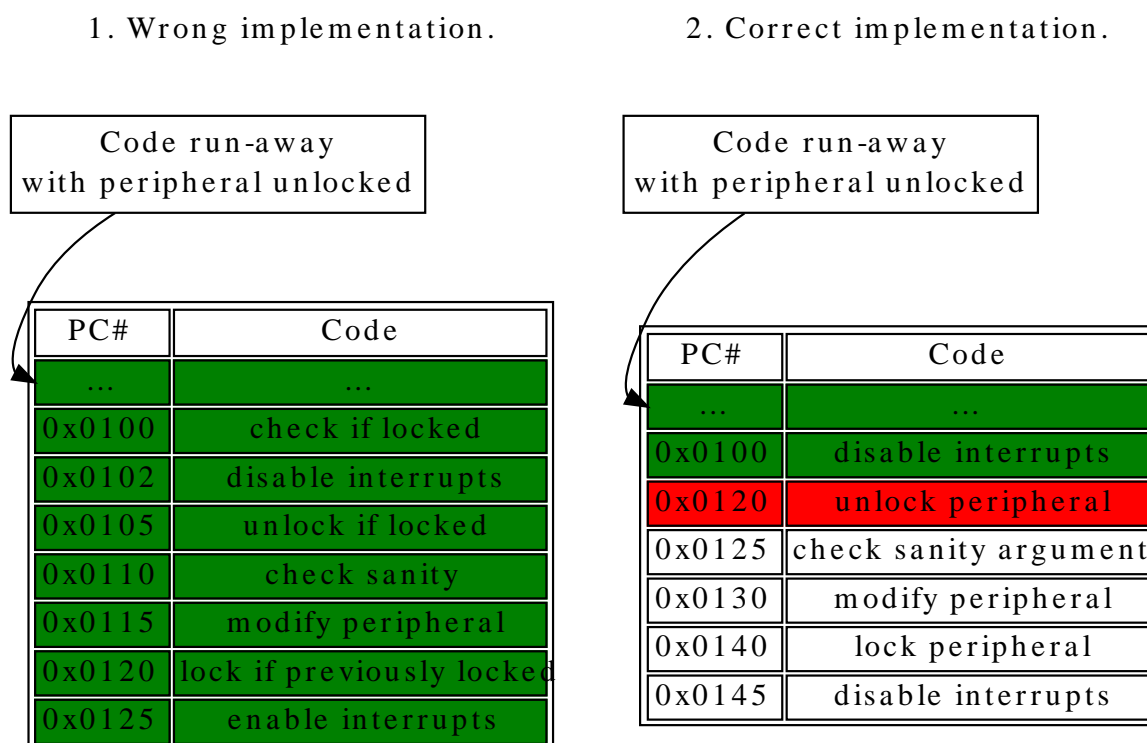 1. Wrong implementation.
2. Correct implementation.
Code run-away
with peripheral unlocked
Code run-away
with peripheral unlocked
PC# Code
... ...
0x0100 check if locked
0x0102 disable interrupts
0x0105 unlock if locked
0x0110 check sanity
0x0115 modify peripheral
0x0120 lock if previously locked
0x0125 enable interrupts
PC# Code
... ...
0x0100 disable interrupts
0x0120 unlock peripheral
0x0125 check sanity argument
0x0130 modify peripheral
0x0140 lock peripheral
0x0145 disable interrupts